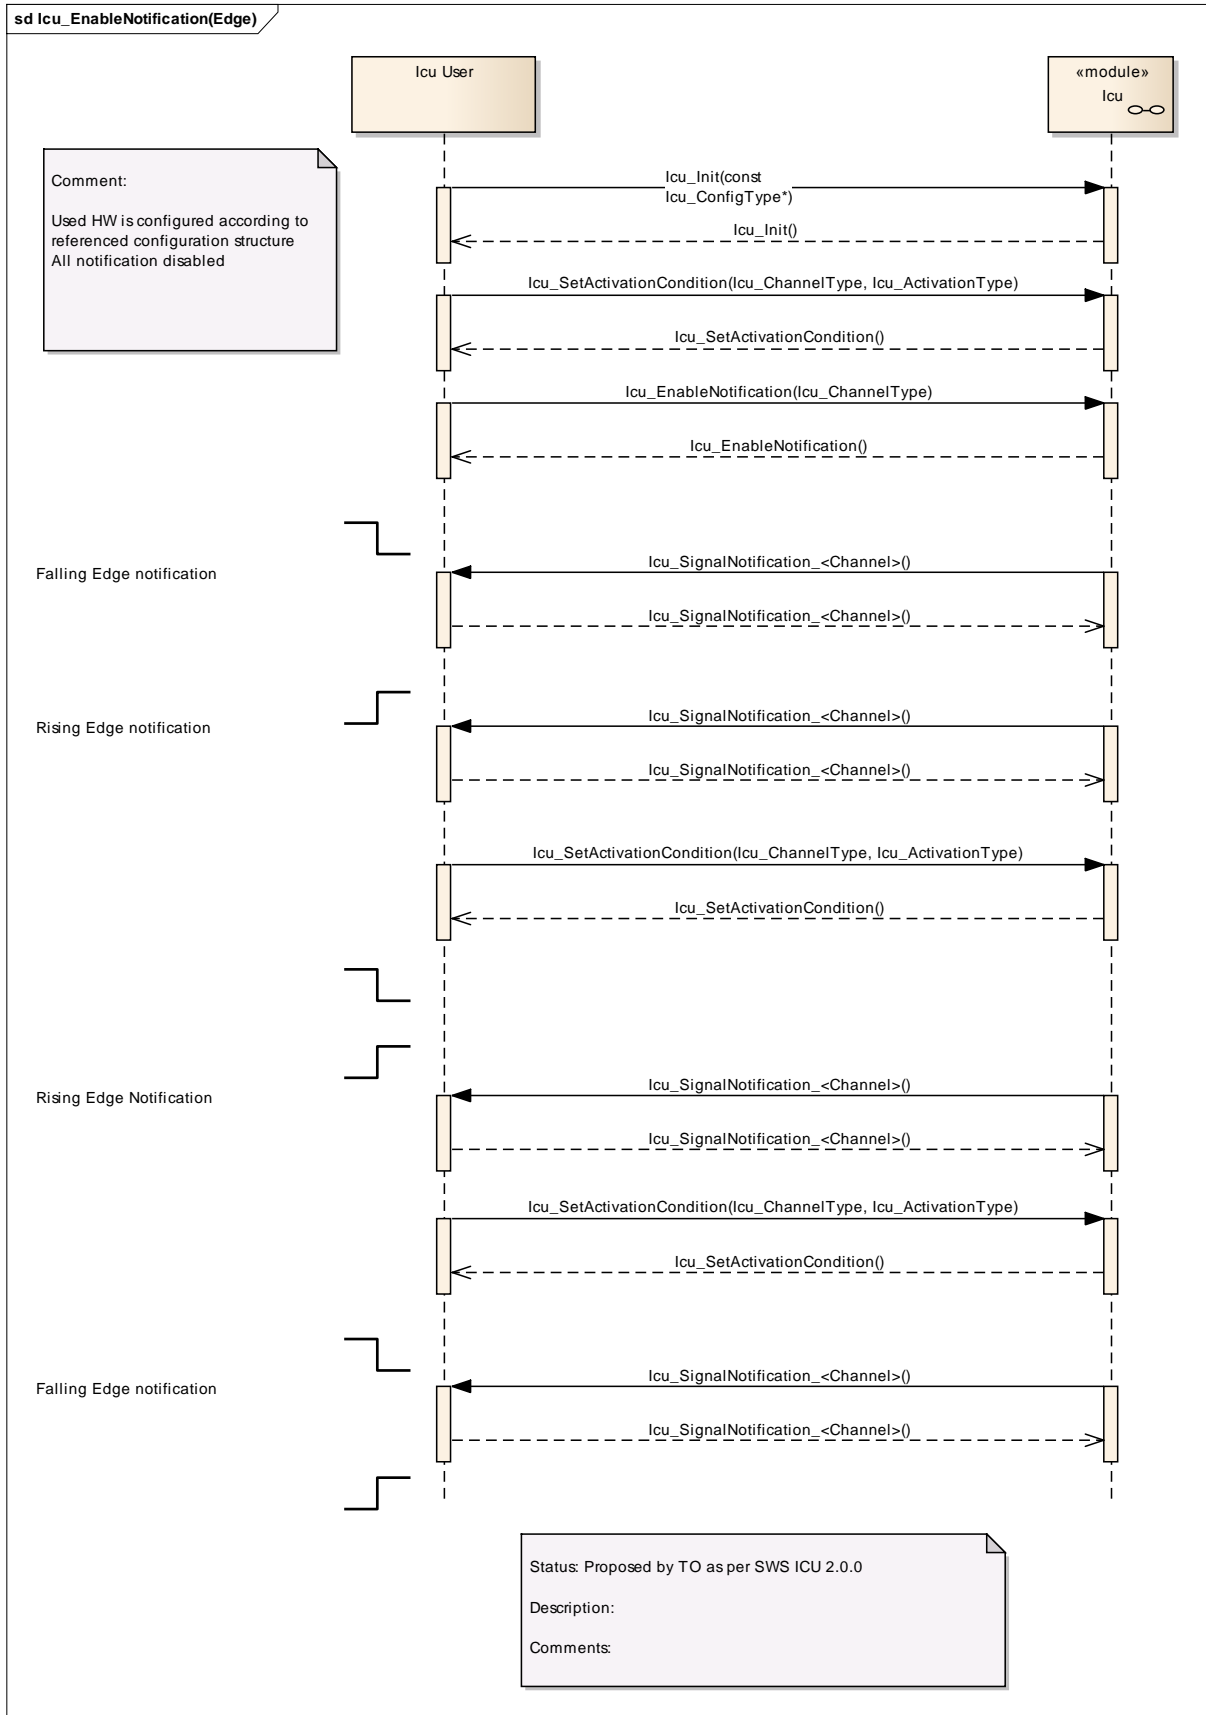 sd Icu_EnableNotification(Edge)
Icu User
«module»
Icu
Comment:
Used HW is configured according to
referenced configuration structure
All notification disabled
Icu_Init(const
Icu_ConfigType*)
Icu_Init()
Icu_SetActivationCondition(Icu_ChannelType, Icu_ActivationType)
Icu_SetActivationCondition()
Icu_EnableNotification(Icu_ChannelType)
Icu_EnableNotification()
Icu_SignalNotification_<Channel>()
Falling Edge notification
Icu_SignalNotification_<Channel>()
Icu_SignalNotification_<Channel>()
Rising Edge notification
Icu_SignalNotification_<Channel>()
Icu_SetActivationCondition(Icu_ChannelType, Icu_ActivationType)
Icu_SetActivationCondition()
Icu_SignalNotification_<Channel>()
Rising Edge Notification
Icu_SignalNotification_<Channel>()
Icu_SetActivationCondition(Icu_ChannelType, Icu_ActivationType)
Icu_SetActivationCondition()
Icu_SignalNotification_<Channel>()
Falling Edge notification
Icu_SignalNotification_<Channel>()
Status: Proposed by TO as per SWS ICU 2.0.0
Description:
Comments: